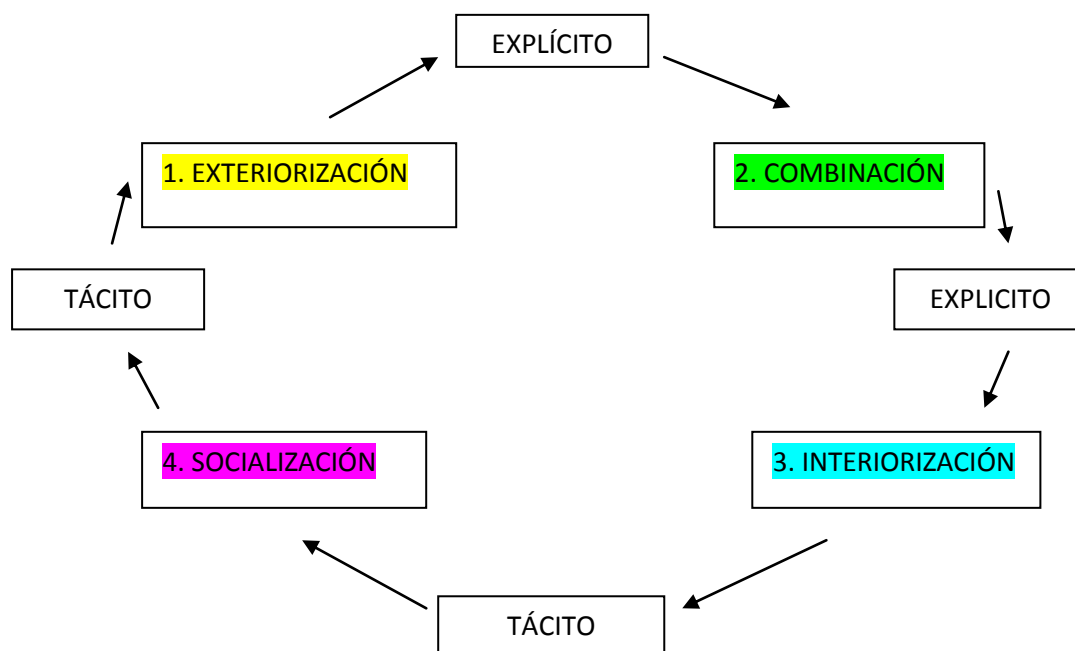 EXPLÍCITO
1. EXTERIORIZACIÓN
2. COMBINACIÓN
TÁCITO
EXPLICITO
4. SOCIALIZACIÓN
3. INTERIORIZACIÓN
TÁCITO